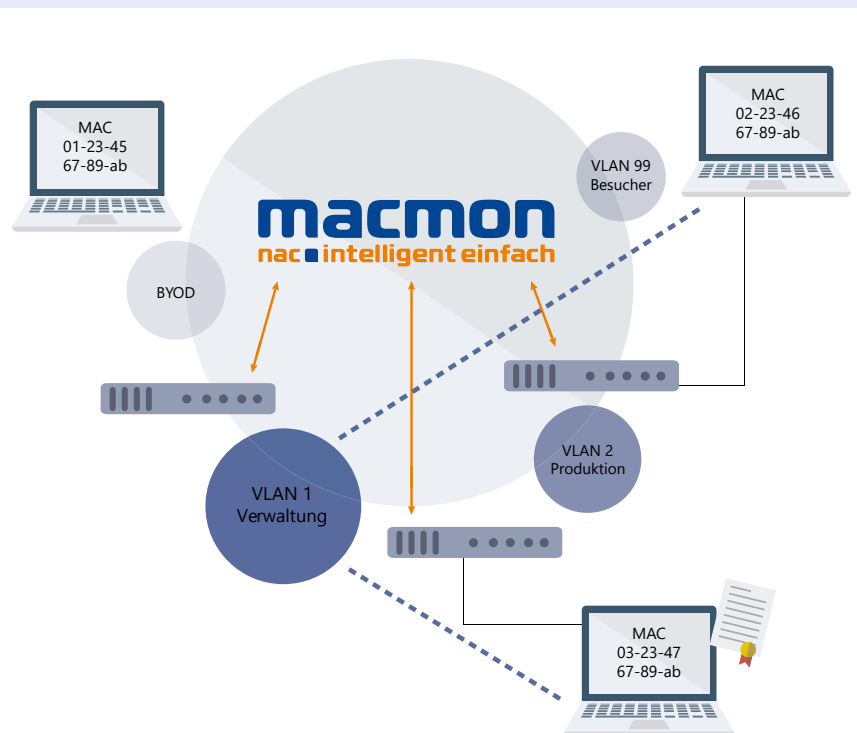 MAC
01-23-45
67-89-ab
MAC
02-23-46
67-89-ab
VLAN 99
Besucher
macmon
nac intelligent einfach
BYOD
VLAN 2
Produktion
VLAN 1
Verwaltung
MAC
03-23-47
67-89-ab